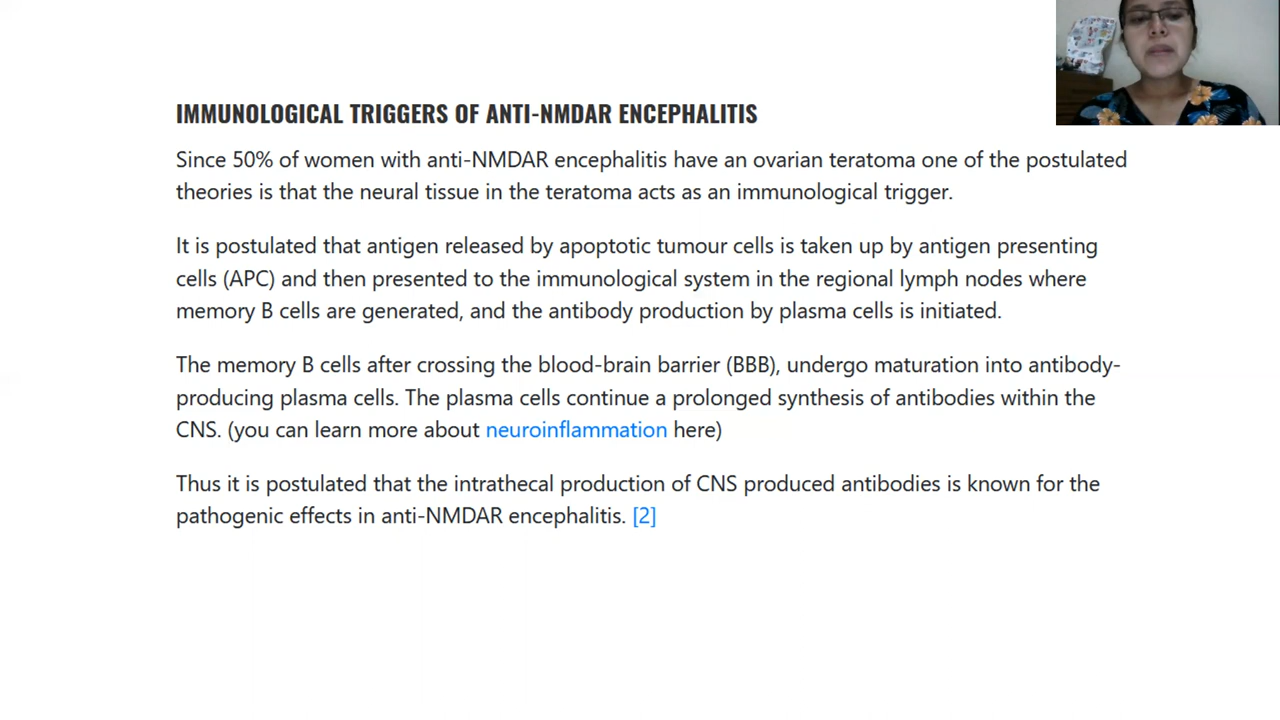 IMMUNOLOGICAL TRIGGERS OF ANTI-NMDAR ENCEPHALITIS
Since 50% of women with anti-NMDAR encephalitis have an ovarian teratoma one of the postulated
theories is that the neural tissue in the teratoma acts as an immunological trigger.
It is postulated that antigen released by apoptotic tumour cells is taken up by antigen presenting
cells (APC) and then presented to the immunological system in the regional lymph nodes where
memory B cells are generated, and the antibody production by plasma cells is initiated.
The memory B cells after crossing the blood-brain barrier (BBB), undergo maturation into antibody-
producing plasma cells. The plasma cells continue a prolonged synthesis of antibodies within the
CNS. (you can learn more about neuroinflammation here)
Thus it is postulated that the intrathecal production of CNS produced antibodies is known for the
pathogenic effects in anti-NMDAR encephalitis. [2]